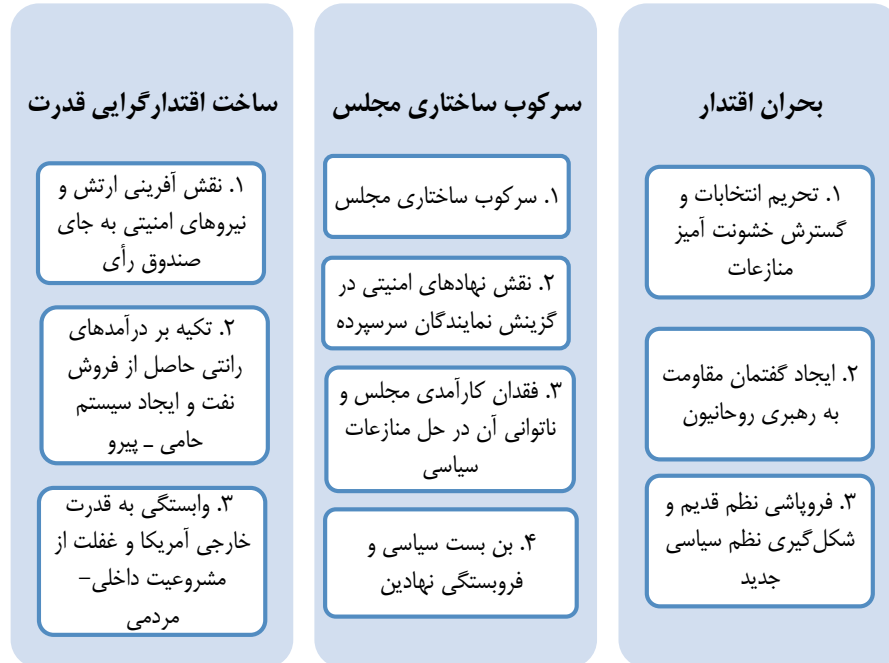 بحران اقتدار
۱. تحریم انتخابات و
گسترش خشونت آمیز
منازعات
۲. ایجاد گفتمان مقاومت
به رهبری روحانیون
۳. فروپاشی نظم قدیم و
شکل‌گیری نظم سیاسی
جدید
سرکوب ساختاری مجلس
۱. سرکوب ساختاری مجلس
۲. نقش نهادهای امنیتی در
گزینش نمایندگان سرسپرده
۳. فقدان کارآمدی مجلس و
ناتوانی آن در حل منازعات
سیاسی
۴. بن بست سیاسی و
فروبستگی نهادین
ساخت اقتدارگرایی قدرت
۱. نقش آفرینی ارتش و
نیروهای امنیتی به جای
صندوق رأی
۲. تکیه بر درآمدهای
رانتی حاصل از فروش
نفت و ایجاد سیستم
حامی ـ پیرو
۳. وابستگی به قدرت
خارجی آمریکا و غفلت از
مشروعیت داخلی-
مردمی